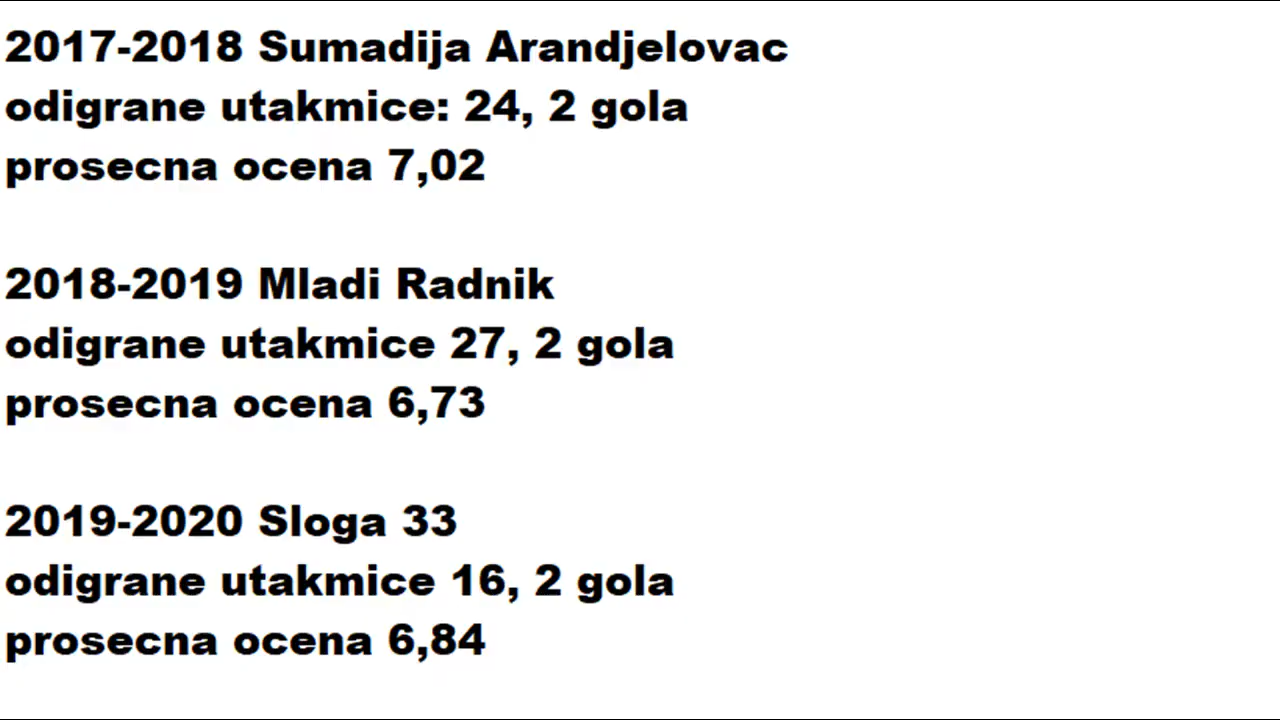 2017-2018 Sumadija Arandjelovac
odigrane utakmice: 24, 2 gola
prosecna ocena 7,02
2018-2019 Mladi Radnik
odigrane utakmice 27, 2 gola
prosecna ocena 6,73
2019-2020 Sloga 33
odigrane utakmice 16, 2 gola
prosecna ocena 6,84